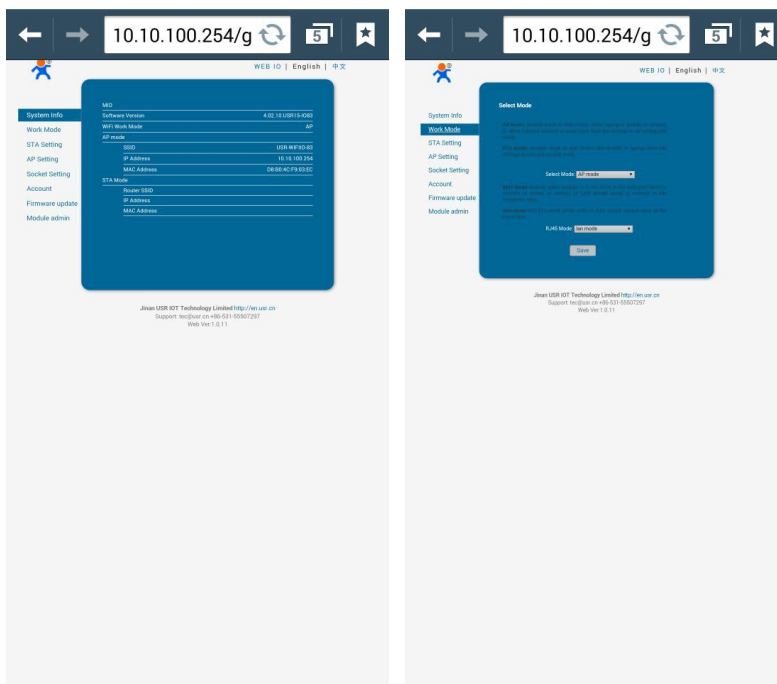 10.10.100.254/g
5
WEB IO | English | 中文
System Info
Work Mode
STA Setting
AP Setting
Socket Setting
Account
Firmware update
Module admin
MID
Software Version 4.02.10.USR15-IO83
WiFi Work Mode AP
AP mode
SSID USR-WIFIIO-83
IP Address 10.10.100.254
MAC Address D8:B0:4C:F9:03:EC
STA Mode
Router SSID
IP Address
MAC Address
Jinan USR IOT Technology Limited http://en.usr.cn
Support: tec@usr.cn +86-531-55507297
Web Ver:1.0.11
10.10.100.254/g
5
WEB IO | English | 中文
System Info
Work Mode
STA Setting
AP Setting
Socket Setting
Account
Firmware update
Module admin
Select Mode
Select Mode: AP mode
RJ45 Mode: lan mode
Save
Jinan USR IOT Technology Limited http://en.usr.cn
Support: tec@usr.cn +86-531-55507297
Web Ver:1.0.11